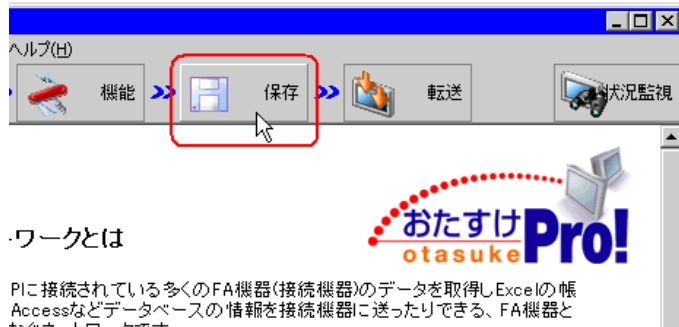 ヘルプ(H)
機能 保存 転送 状況監視
おたすけPro!
otasuke
ワークとは
PIに接続されている多くのFA機器(接続機器)のデータを取得しExcelの帳
Accessなどデータベースの情報を接続機器に送ったりできる、FA機器と